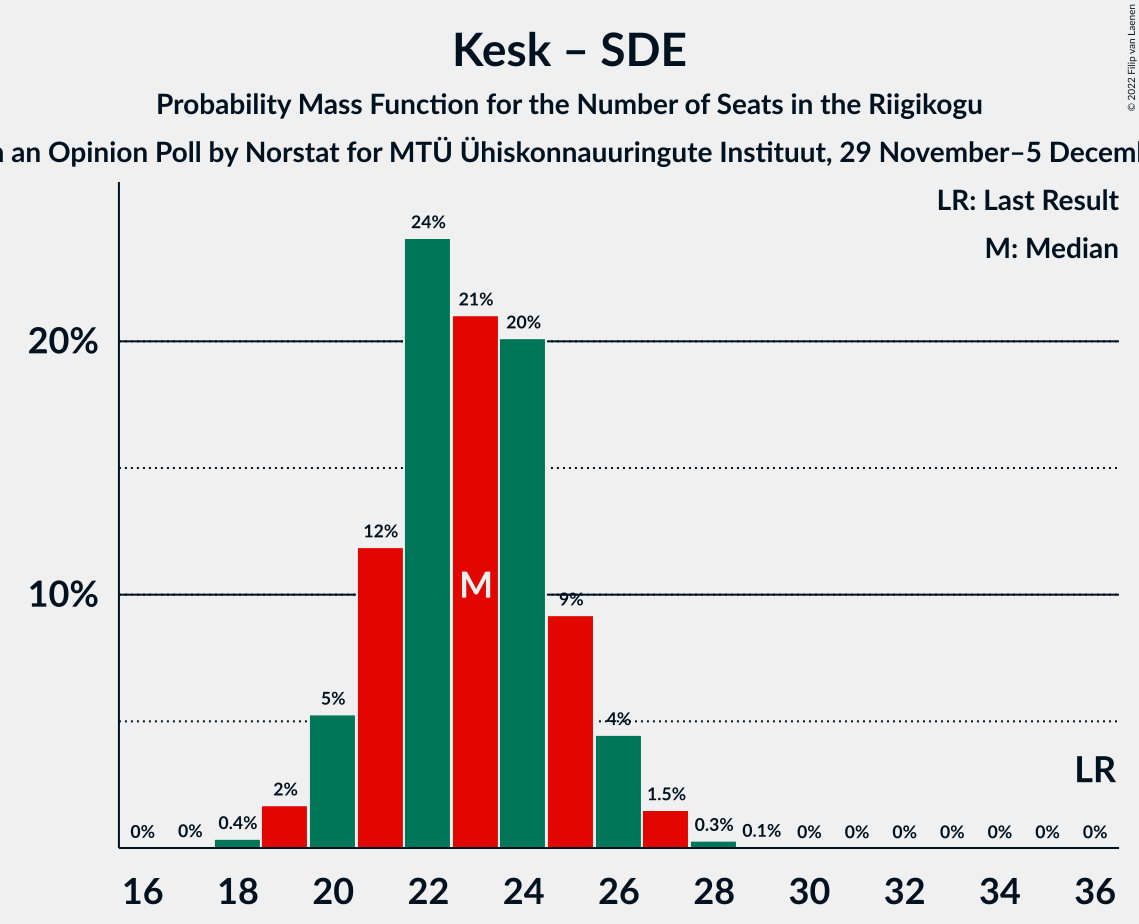 Kesk – SDE
Probability Mass Function for the Number of Seats in the Riigikogu
an Opinion Poll by Norstat for MTÜ Ühiskonnauuringute Instituut, 29 November–5
© 2022 Filip van Laenen
LR: Last Result
M: Median
24%
21%
20%
20%
12%
M
10%
9%
5%
4%
LR
2%
1.5%
0% 0% 0.4% 0.3% 0.1% 0% 0% 0% 0% 0% 0% 0%
16 18 20 22 24 26 28 30 32 34 36